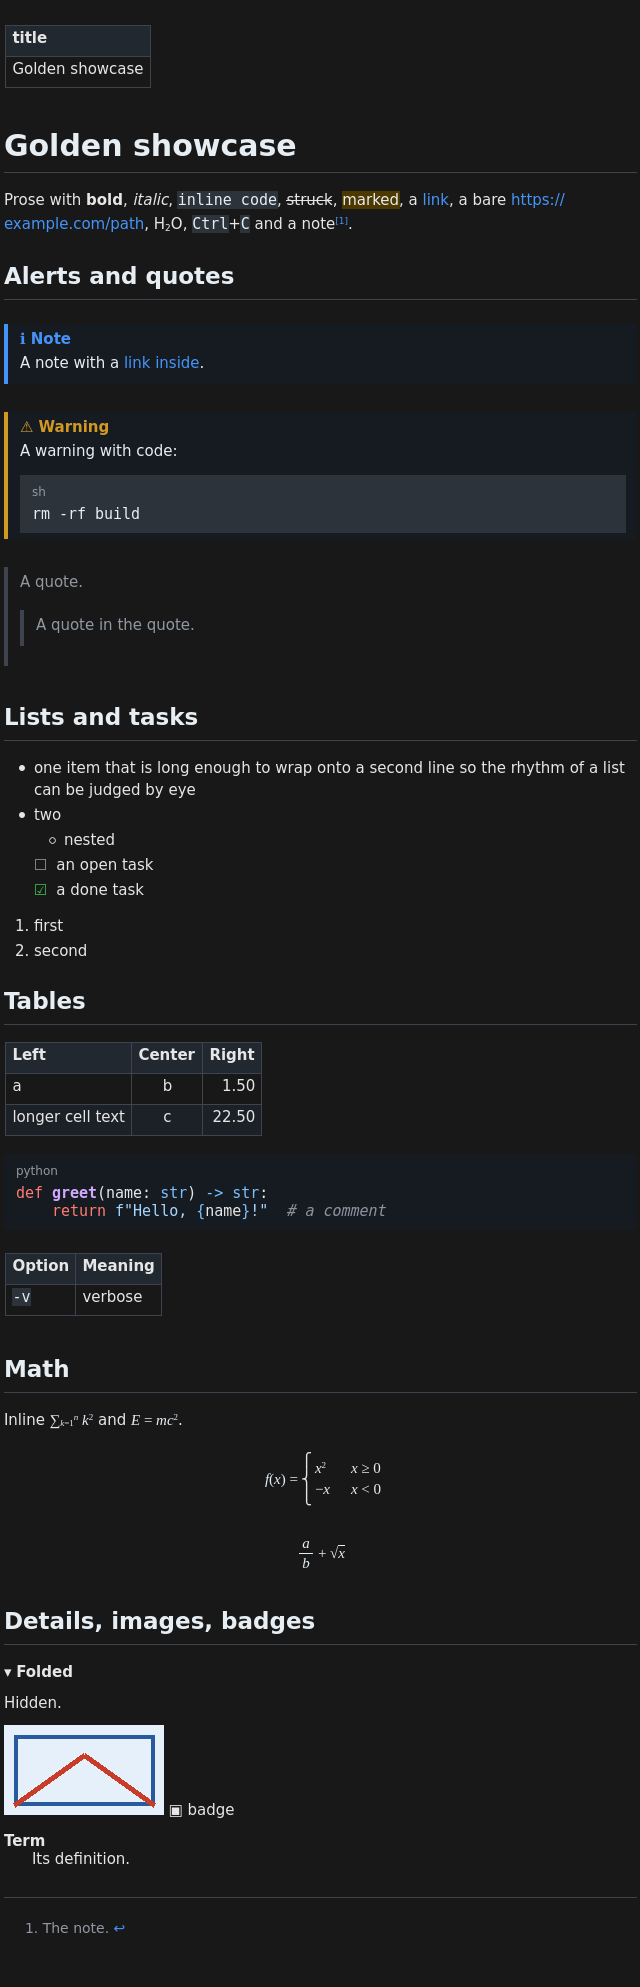 title
Golden showcase
Golden showcase
Prose with bold, italic, inline code, struck, marked, a link, a bare https://
example.com/path, H₂O, Ctrl+C and a note[1].
Alerts and quotes
ℹ Note
A note with a link inside.
⚠ Warning
A warning with code:
sh
rm -rf build
A quote.
A quote in the quote.
Lists and tasks
• one item that is long enough to wrap onto a second line so the rhythm of a list
can be judged by eye
• two
◦ nested
☐ an open task
☑ a done task
1. first
2. second
Tables
Left Center Right
a b 1.50
longer cell text c 22.50
python
def greet(name: str) -> str:
    return f"Hello, {name}!"  # a comment
Option Meaning
-v verbose
Math
Inline ∑ₖ₌₁ⁿ k² and E = mc².
f(x) = { x² x ≥ 0
−x x < 0
a
b + √x
Details, images, badges
▾ Folded
Hidden.
▣ badge
Term
Its definition.
1. The note. ↩